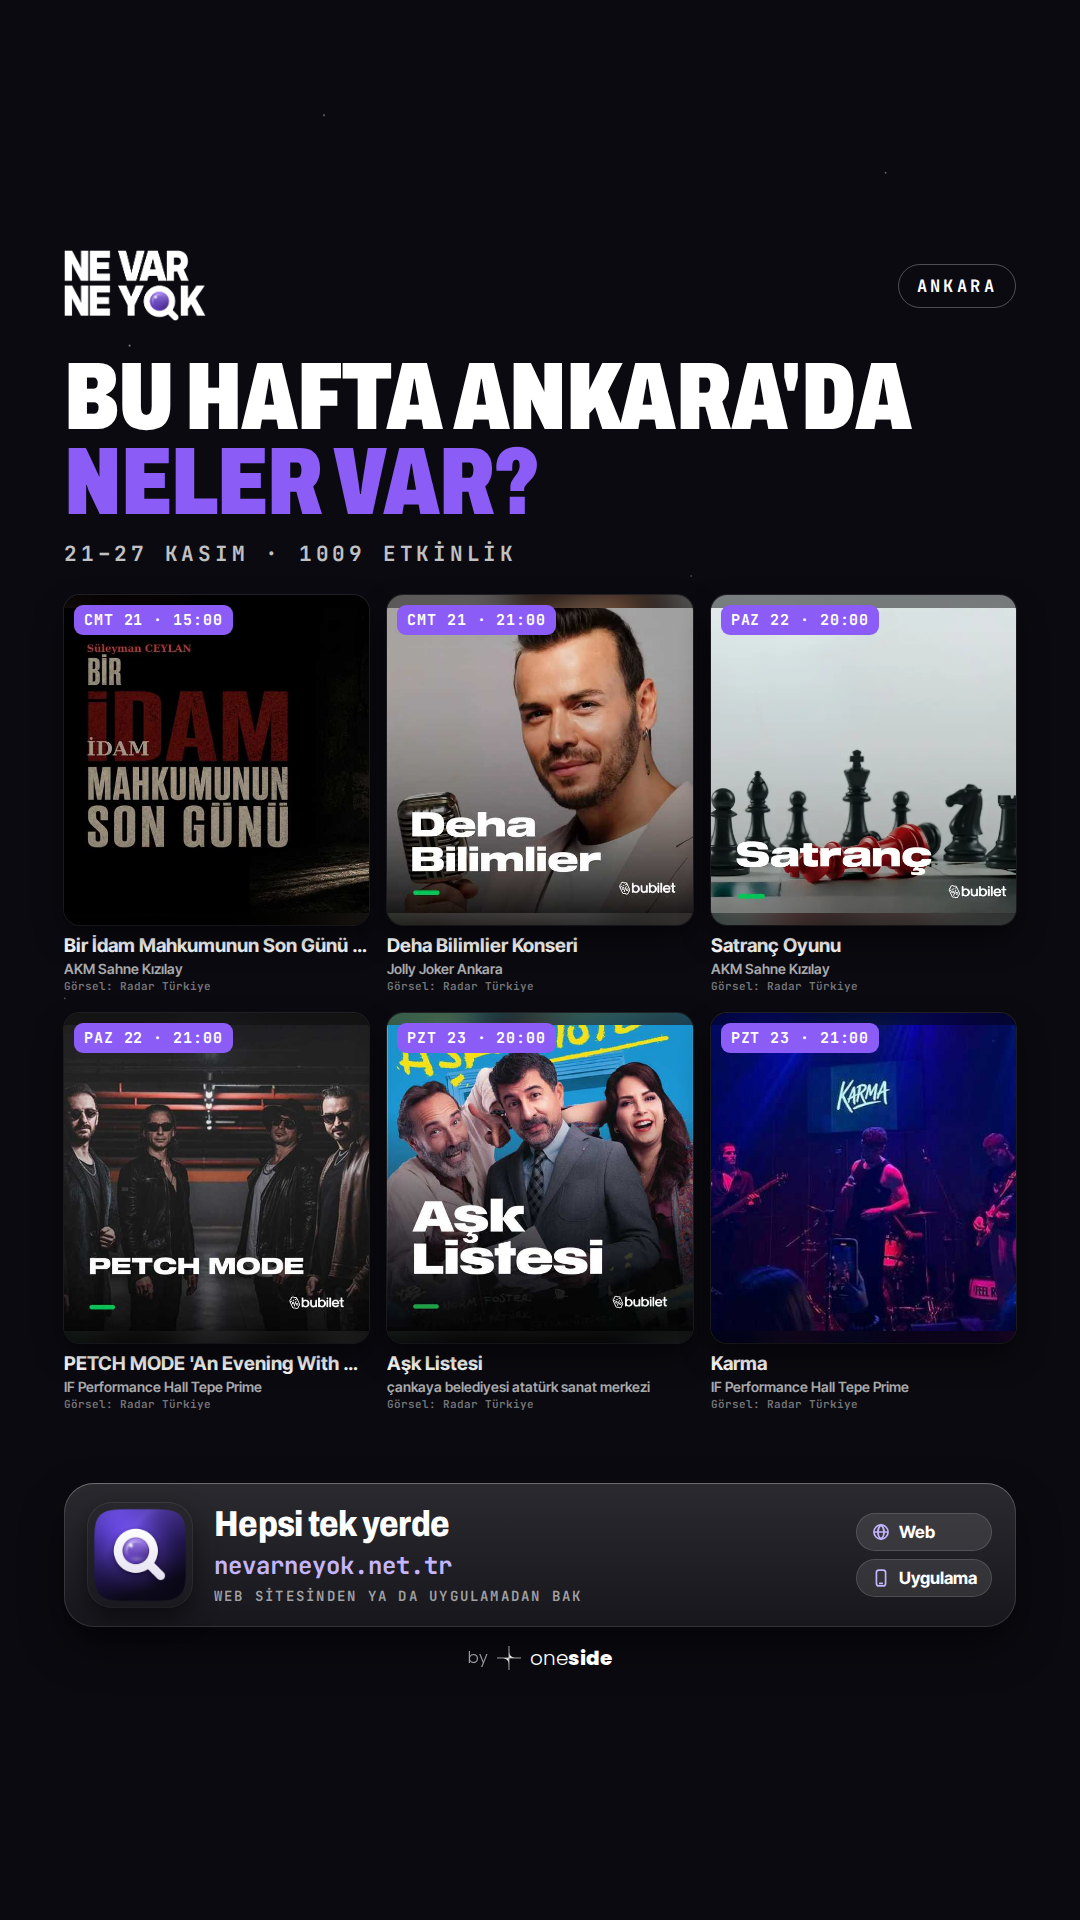 NE VAR
NE YOK
ANKARA
BU HAFTA ANKARA'DA
NELER VAR?
21–27 KASIM · 1009 ETKİNLİK
CMT 21 · 15:00
Süleyman CEYLAN
BİR
İDAM
İDAM
MAHKUMUNUN
SON GÜNÜ
Bir İdam Mahkumunun Son Günü ...
AKM Sahne Kızılay
Görsel: Radar Türkiye
CMT 21 · 21:00
Deha
Bilimlier
bubilet
Deha Bilimlier Konseri
Jolly Joker Ankara
Görsel: Radar Türkiye
PAZ 22 · 20:00
Satranç
bubilet
Satranç Oyunu
AKM Sahne Kızılay
Görsel: Radar Türkiye
PAZ 22 · 21:00
PETCH MODE
bubilet
PETCH MODE 'An Evening With ...
IF Performance Hall Tepe Prime
Görsel: Radar Türkiye
PZT 23 · 20:00
Aşk
Listesi
bubilet
Aşk Listesi
çankaya belediyesi atatürk sanat merkezi
Görsel: Radar Türkiye
PZT 23 · 21:00
KARMA
Karma
IF Performance Hall Tepe Prime
Görsel: Radar Türkiye
Hepsi tek yerde
nevarneyok.net.tr
WEB SİTESİNDEN YA DA UYGULAMADAN BAK
Web
Uygulama
by oneside